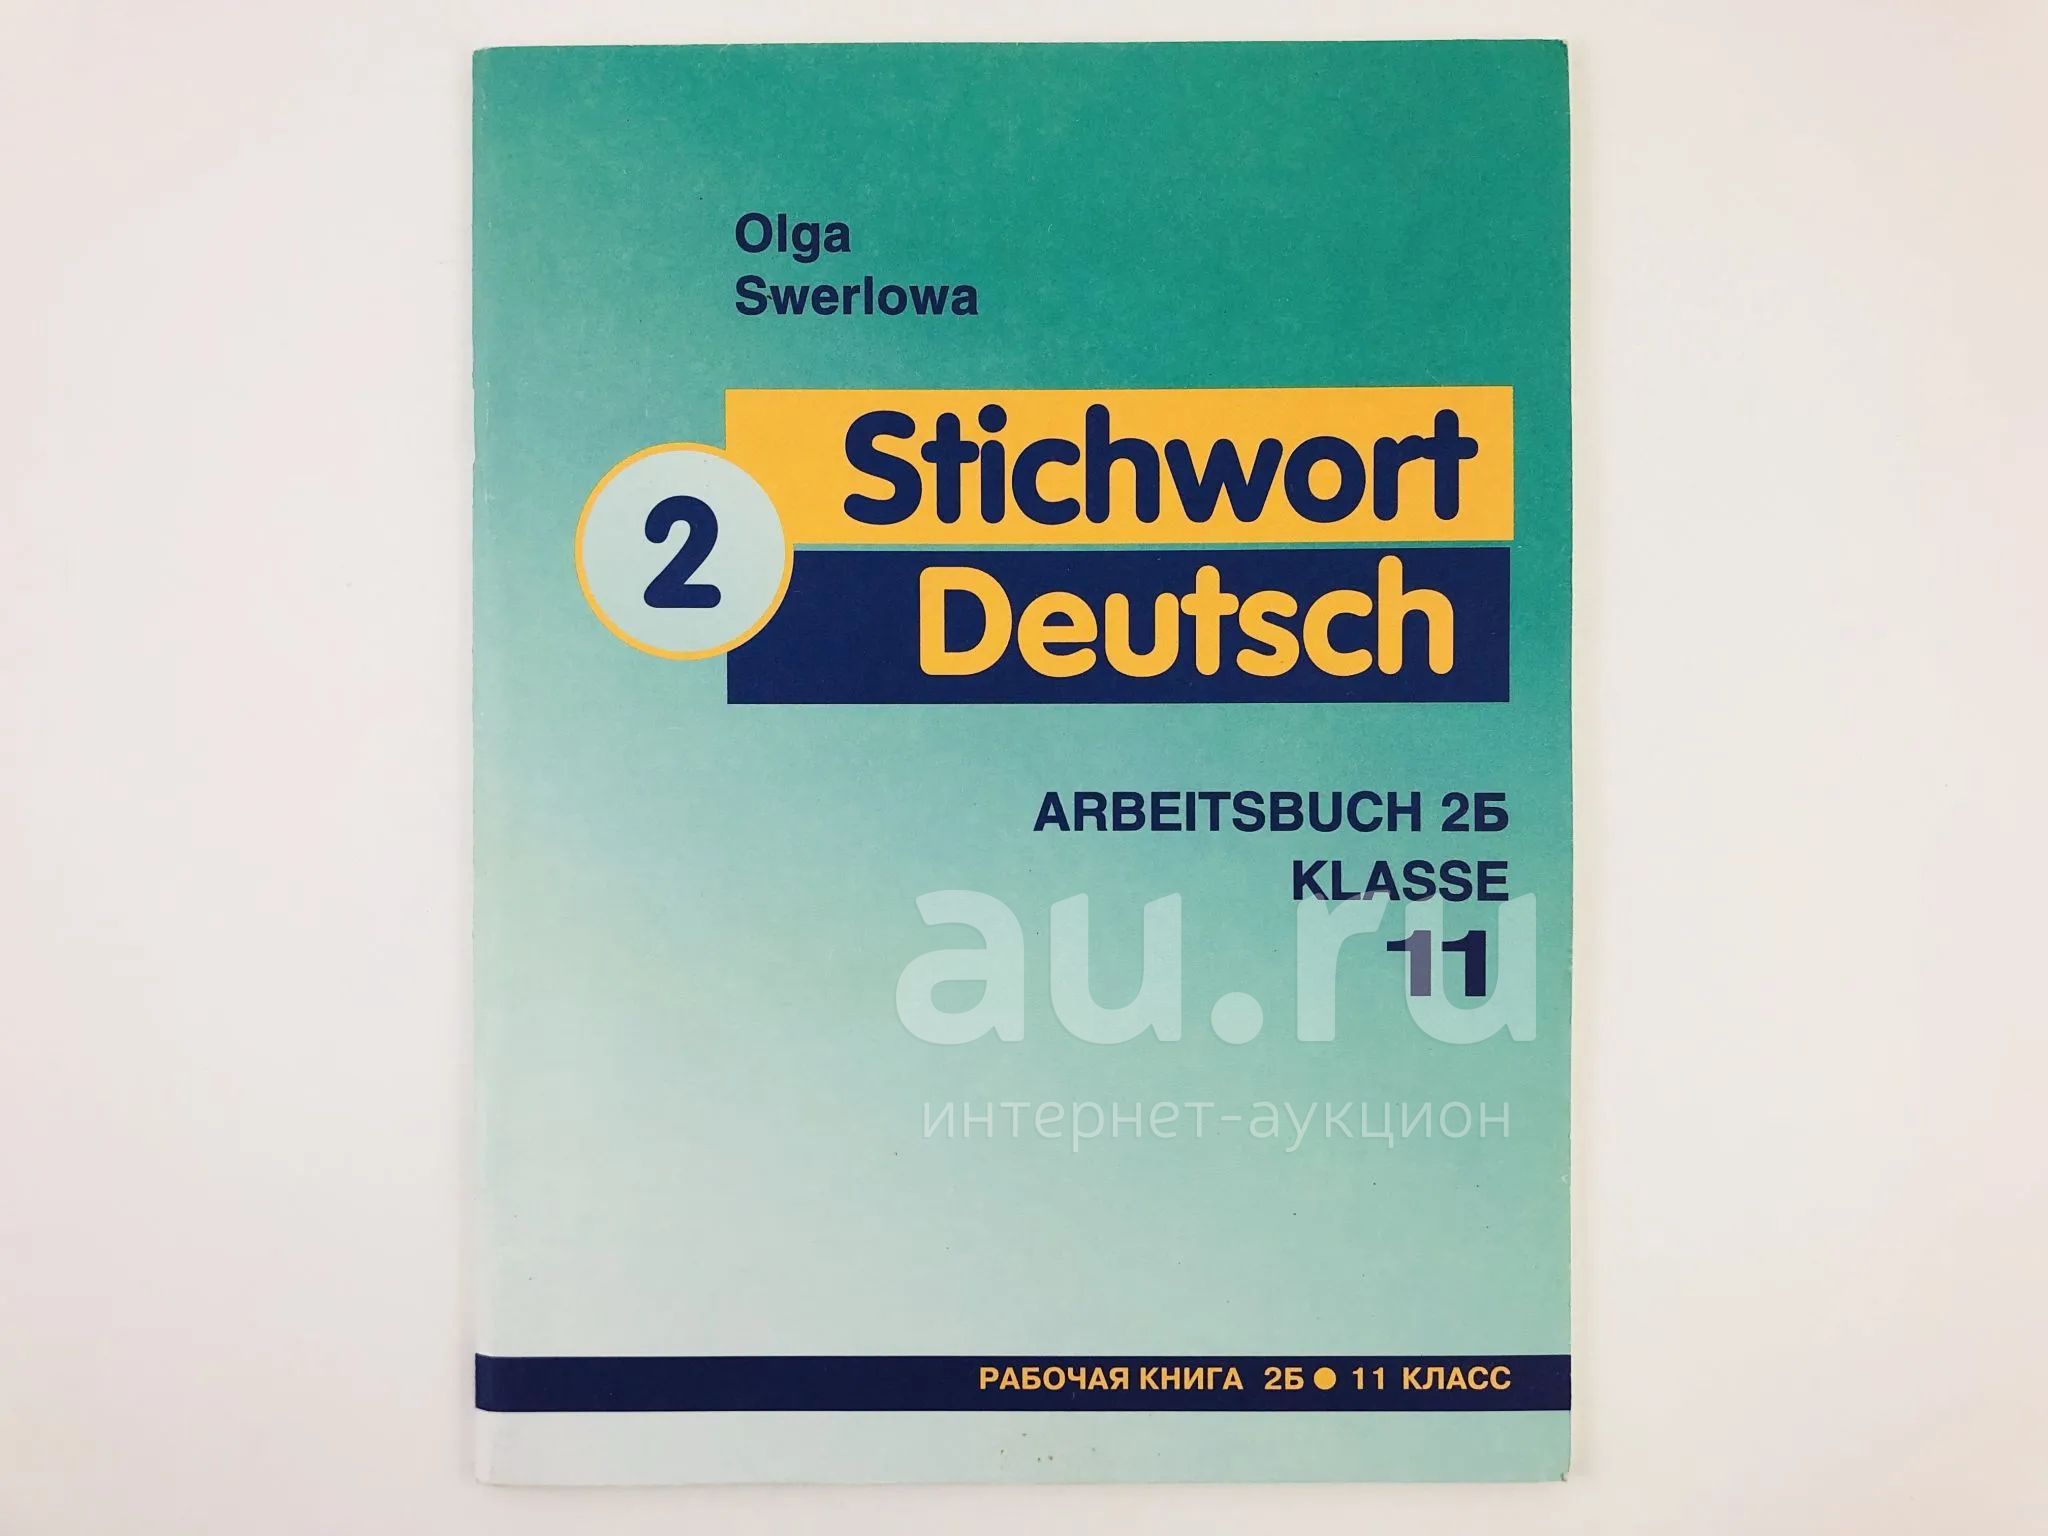 Olga
Swerlowa
2
Stichwort
Deutsch
ARBEITSBUCH 2Б
KLASSE
11
au.ru
интернет-аукцион
РАБОЧАЯ КНИГА 2Б ● 11 КЛАСС